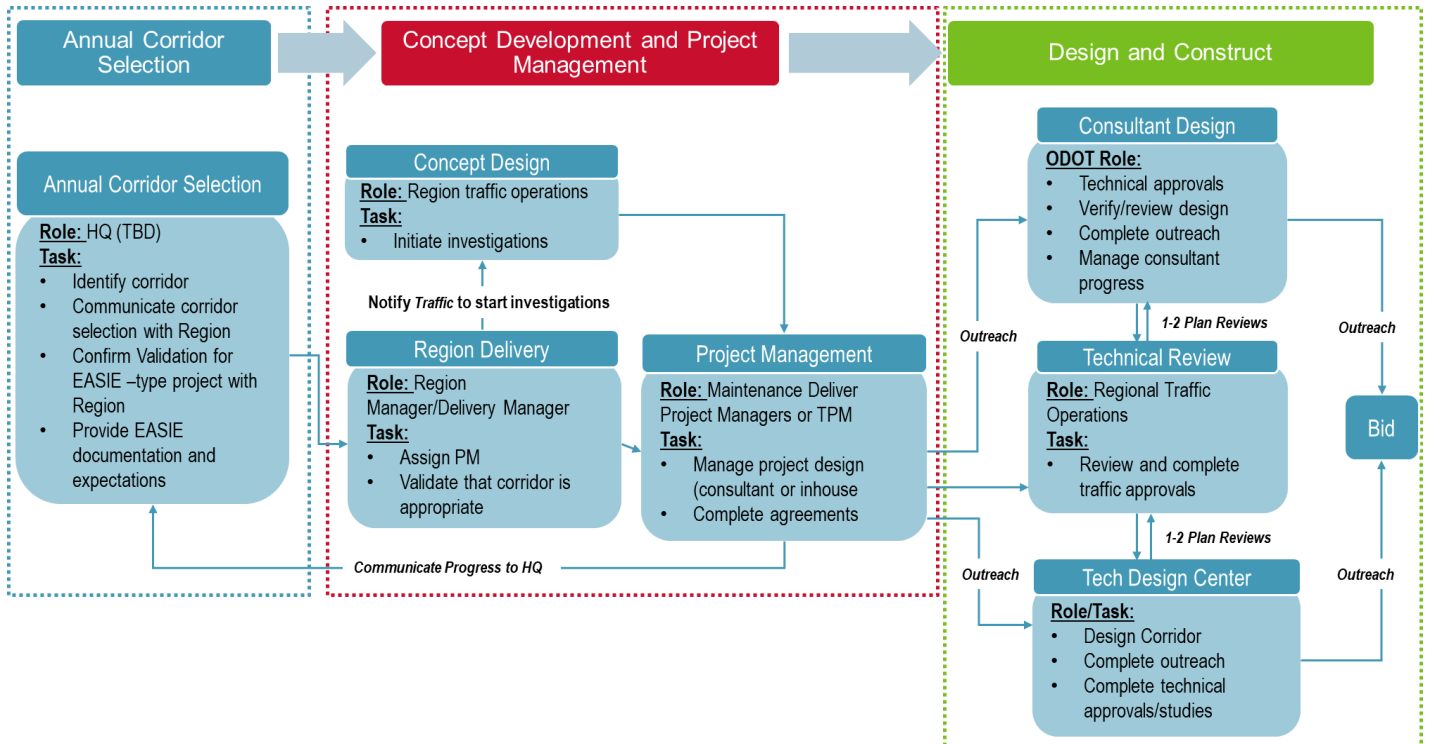 Annual Corridor
Selection
Concept Development and Project
Management
Design and Construct
Annual Corridor Selection
Role: HQ (TBD)
Task:
• Identify corridor
• Communicate corridor
selection with Region
• Confirm Validation for
EASIE –type project with
Region
• Provide EASIE
documentation and
expectations
Concept Design
Role: Region traffic operations
Task:
• Initiate investigations
Notify Traffic to start investigations
Region Delivery
Role: Region
Manager/Delivery Manager
Task:
• Assign PM
• Validate that corridor is
appropriate
Project Management
Role: Maintenance Deliver
Project Managers or TPM
Task:
• Manage project design
(consultant or inhouse
• Complete agreements
Communicate Progress to HQ
Outreach
Outreach
Consultant Design
ODOT Role:
• Technical approvals
• Verify/review design
• Complete outreach
• Manage consultant
progress
1-2 Plan Reviews
Technical Review
Role: Regional Traffic
Operations
Task:
• Review and complete
traffic approvals
1-2 Plan Reviews
Tech Design Center
Role/Task:
• Design Corridor
• Complete outreach
• Complete technical
approvals/studies
Outreach
Bid
Outreach